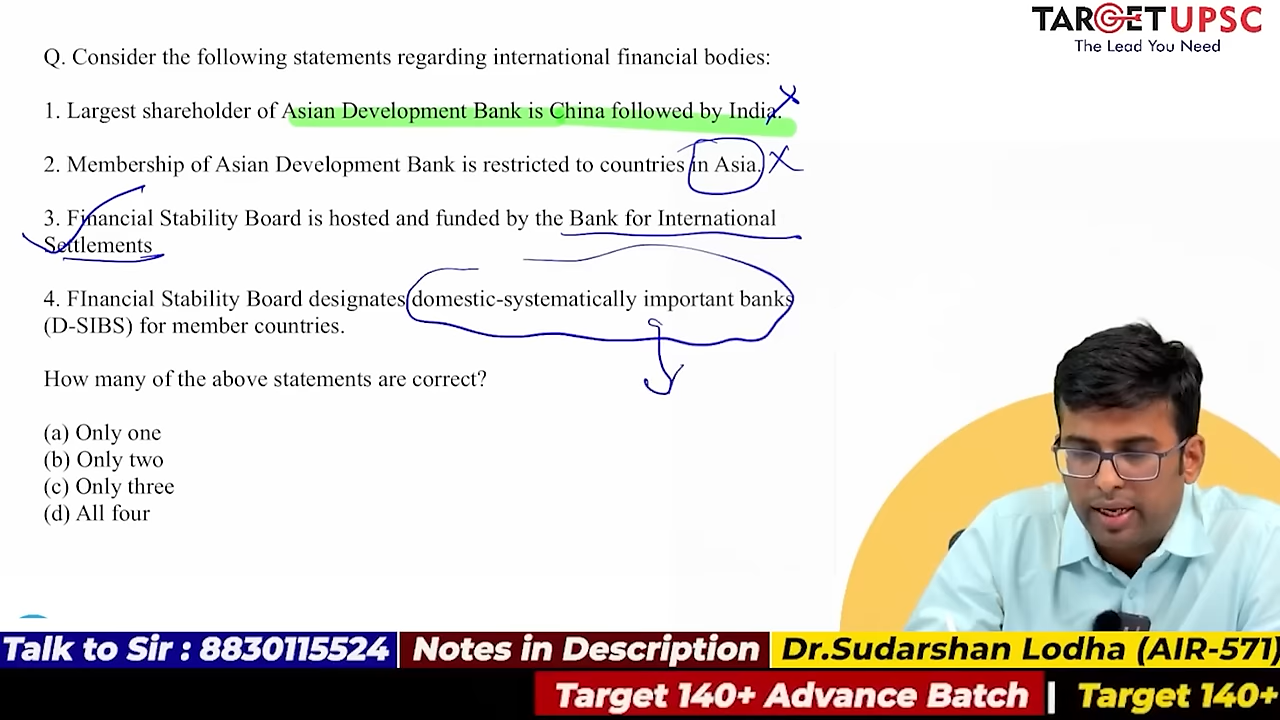 TARGET UPSC
The Lead You Need
Q. Consider the following statements regarding international financial bodies:
1. Largest shareholder of Asian Development Bank is China followed by India.
2. Membership of Asian Development Bank is restricted to countries in Asia.
3. Financial Stability Board is hosted and funded by the Bank for International
Settlements
4. FInancial Stability Board designates domestic-systematically important banks
(D-SIBS) for member countries.
How many of the above statements are correct?
(a) Only one
(b) Only two
(c) Only three
(d) All four
Talk to Sir : 8830115524 Notes in Description Dr.Sudarshan Lodha (AIR-571)
Target 140+ Advance Batch | Target 140+